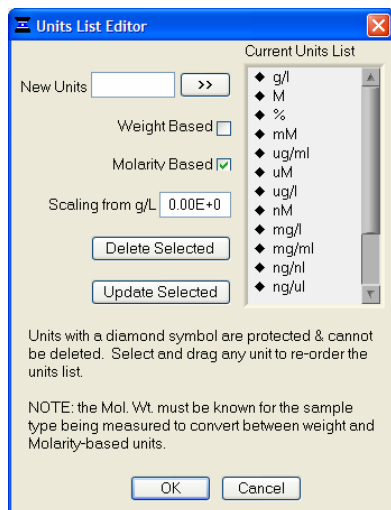 Units List Editor
Current Units List
New Units
>>
Weight Based
Molarity Based
Scaling from g/L 0.00E+0
Delete Selected
Update Selected
g/l
M
%
mM
ug/ml
uM
ug/l
nM
mg/l
mg/ml
ng/nl
ng/ul
Units with a diamond symbol are protected & cannot
be deleted. Select and drag any unit to re-order the
units list.
NOTE: the Mol. Wt. must be known for the sample
type being measured to convert between weight and
Molarity-based units.
OK
Cancel